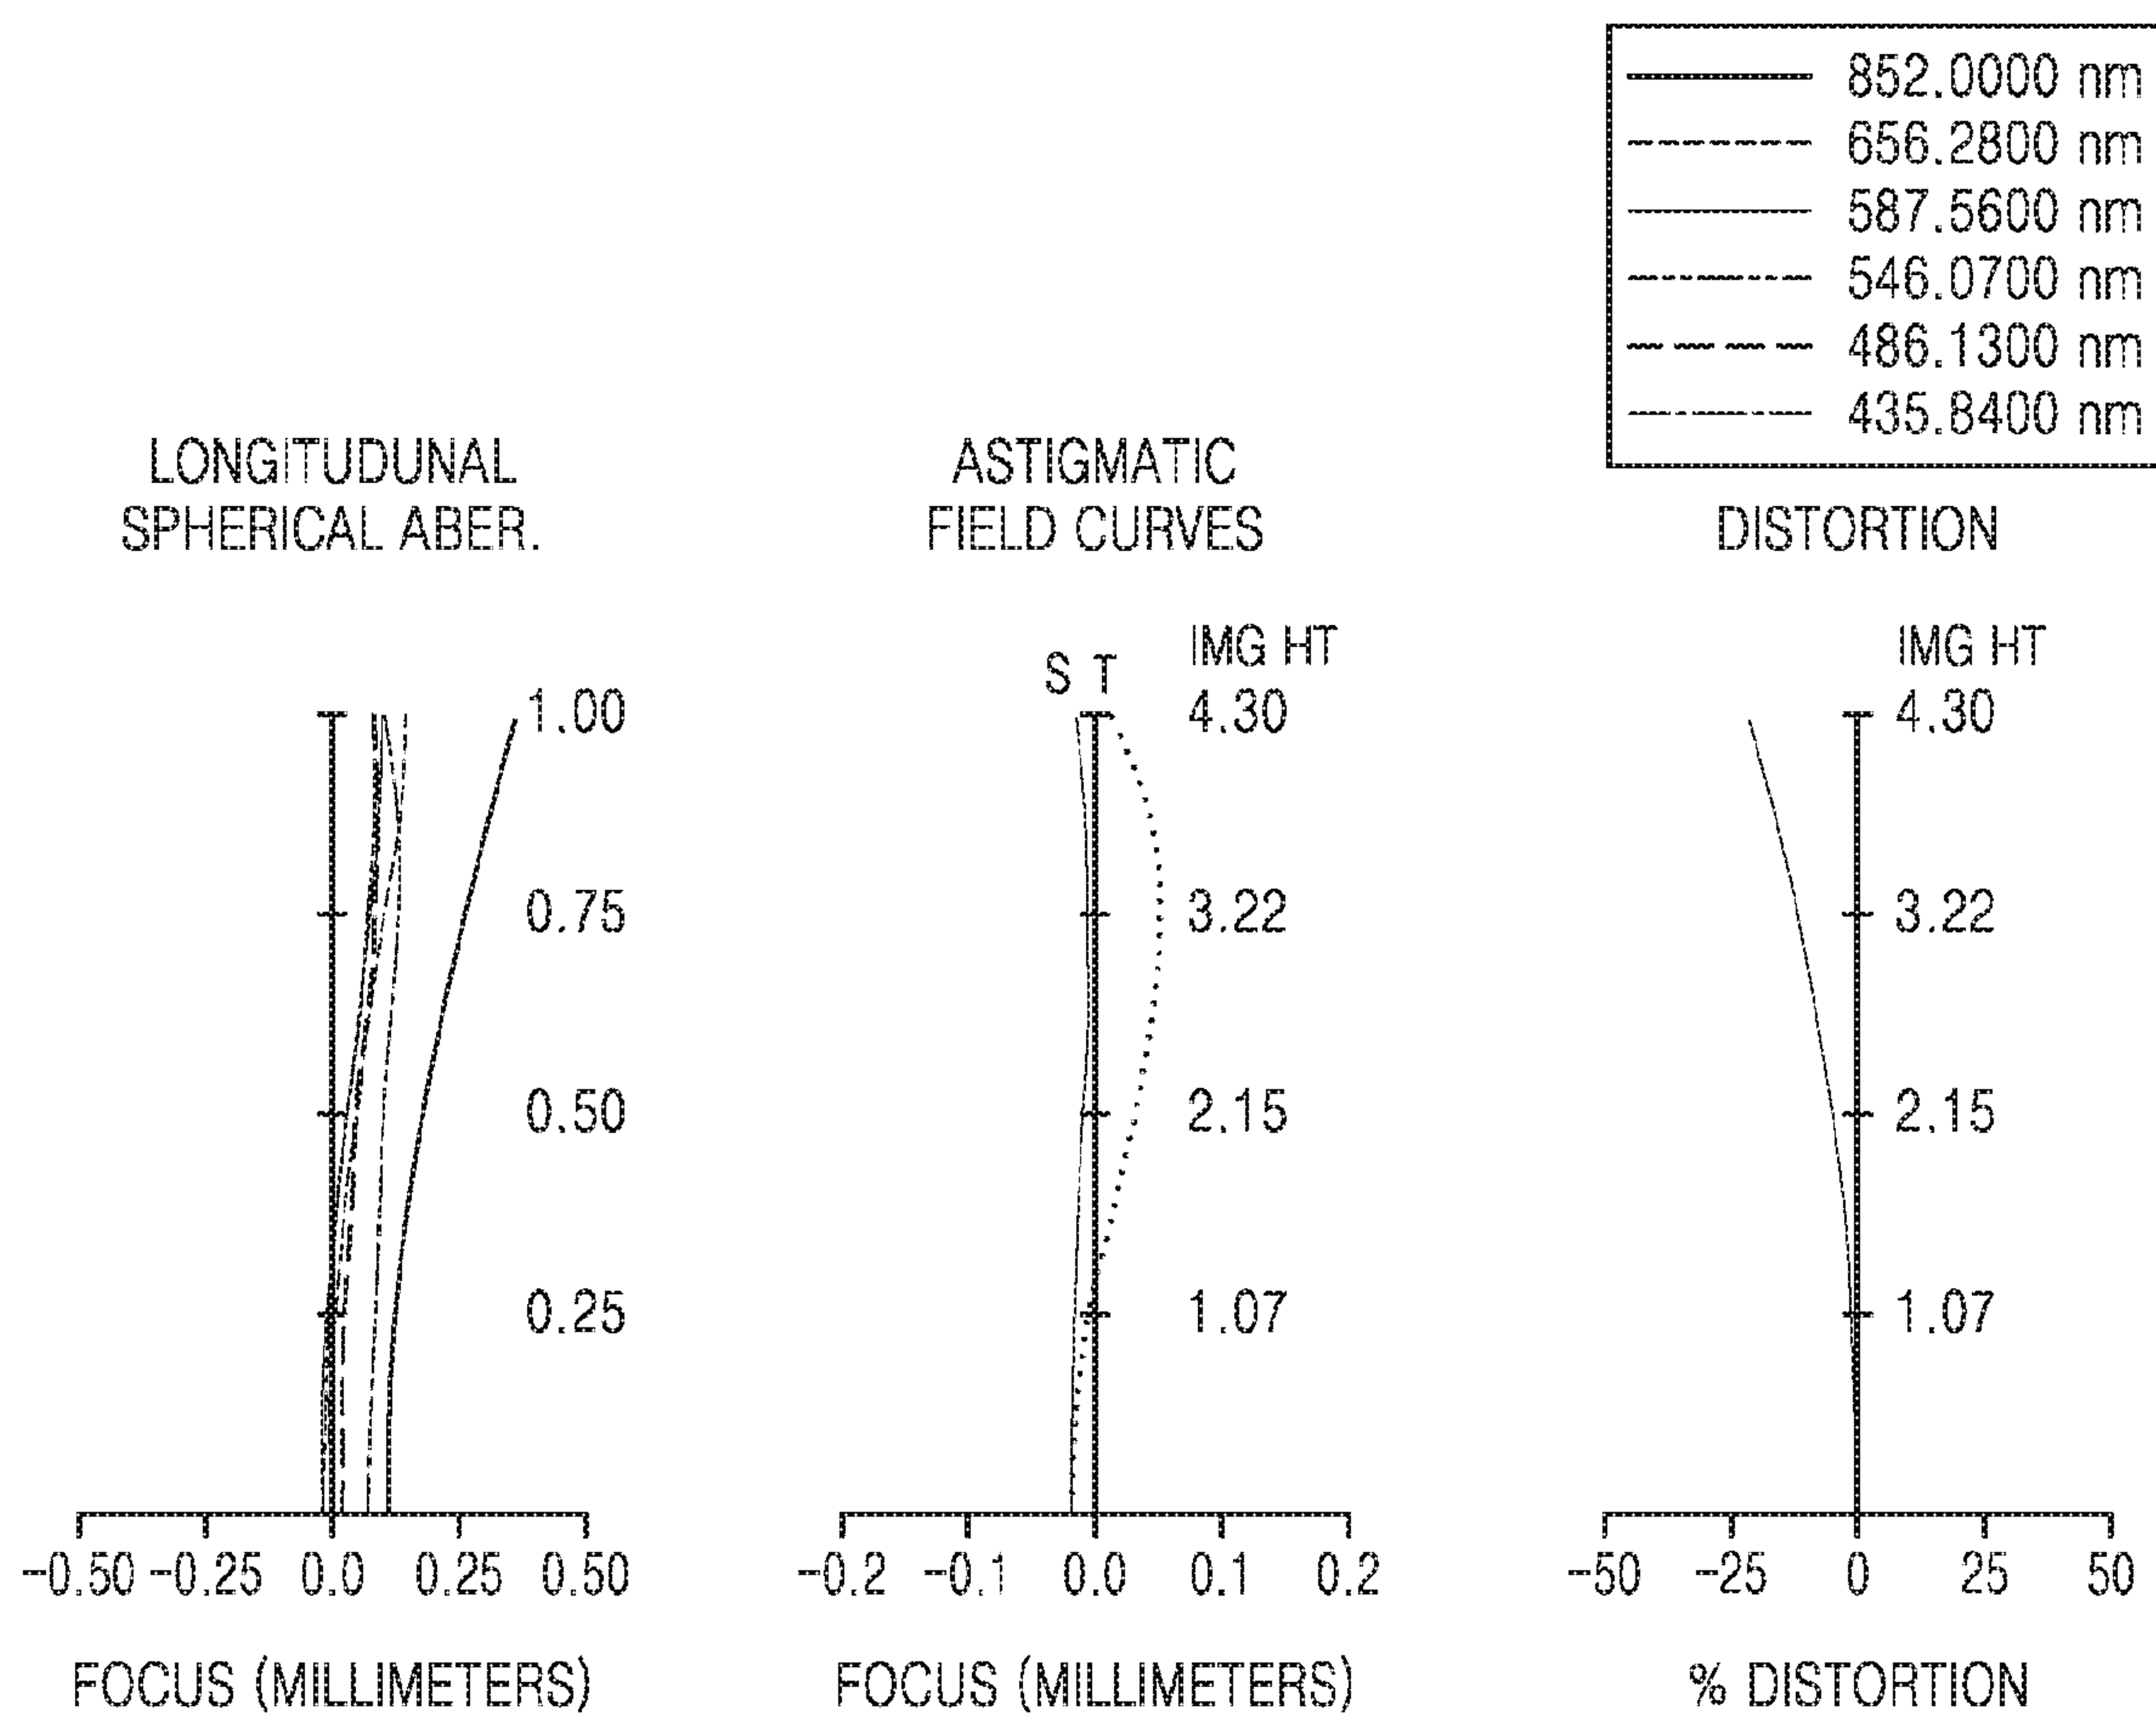 852.0000 nm
656.2800 nm
587.5600 nm
546.0700 nm
486.1300 nm
435.8400 nm
LONGITUDUNAL
SPHERICAL ABER.
1.00
0.75
0.50
0.25
-0.50 -0.25 0.0 0.25 0.50
FOCUS (MILLIMETERS)
ASTIGMATIC
FIELD CURVES
S T
IMG HT
4.30
3.22
2.15
1.07
-0.2 -0.1 0.0 0.1 0.2
FOCUS (MILLIMETERS)
DISTORTION
IMG HT
4.30
3.22
2.15
1.07
-50 -25 0 25 50
% DISTORTION